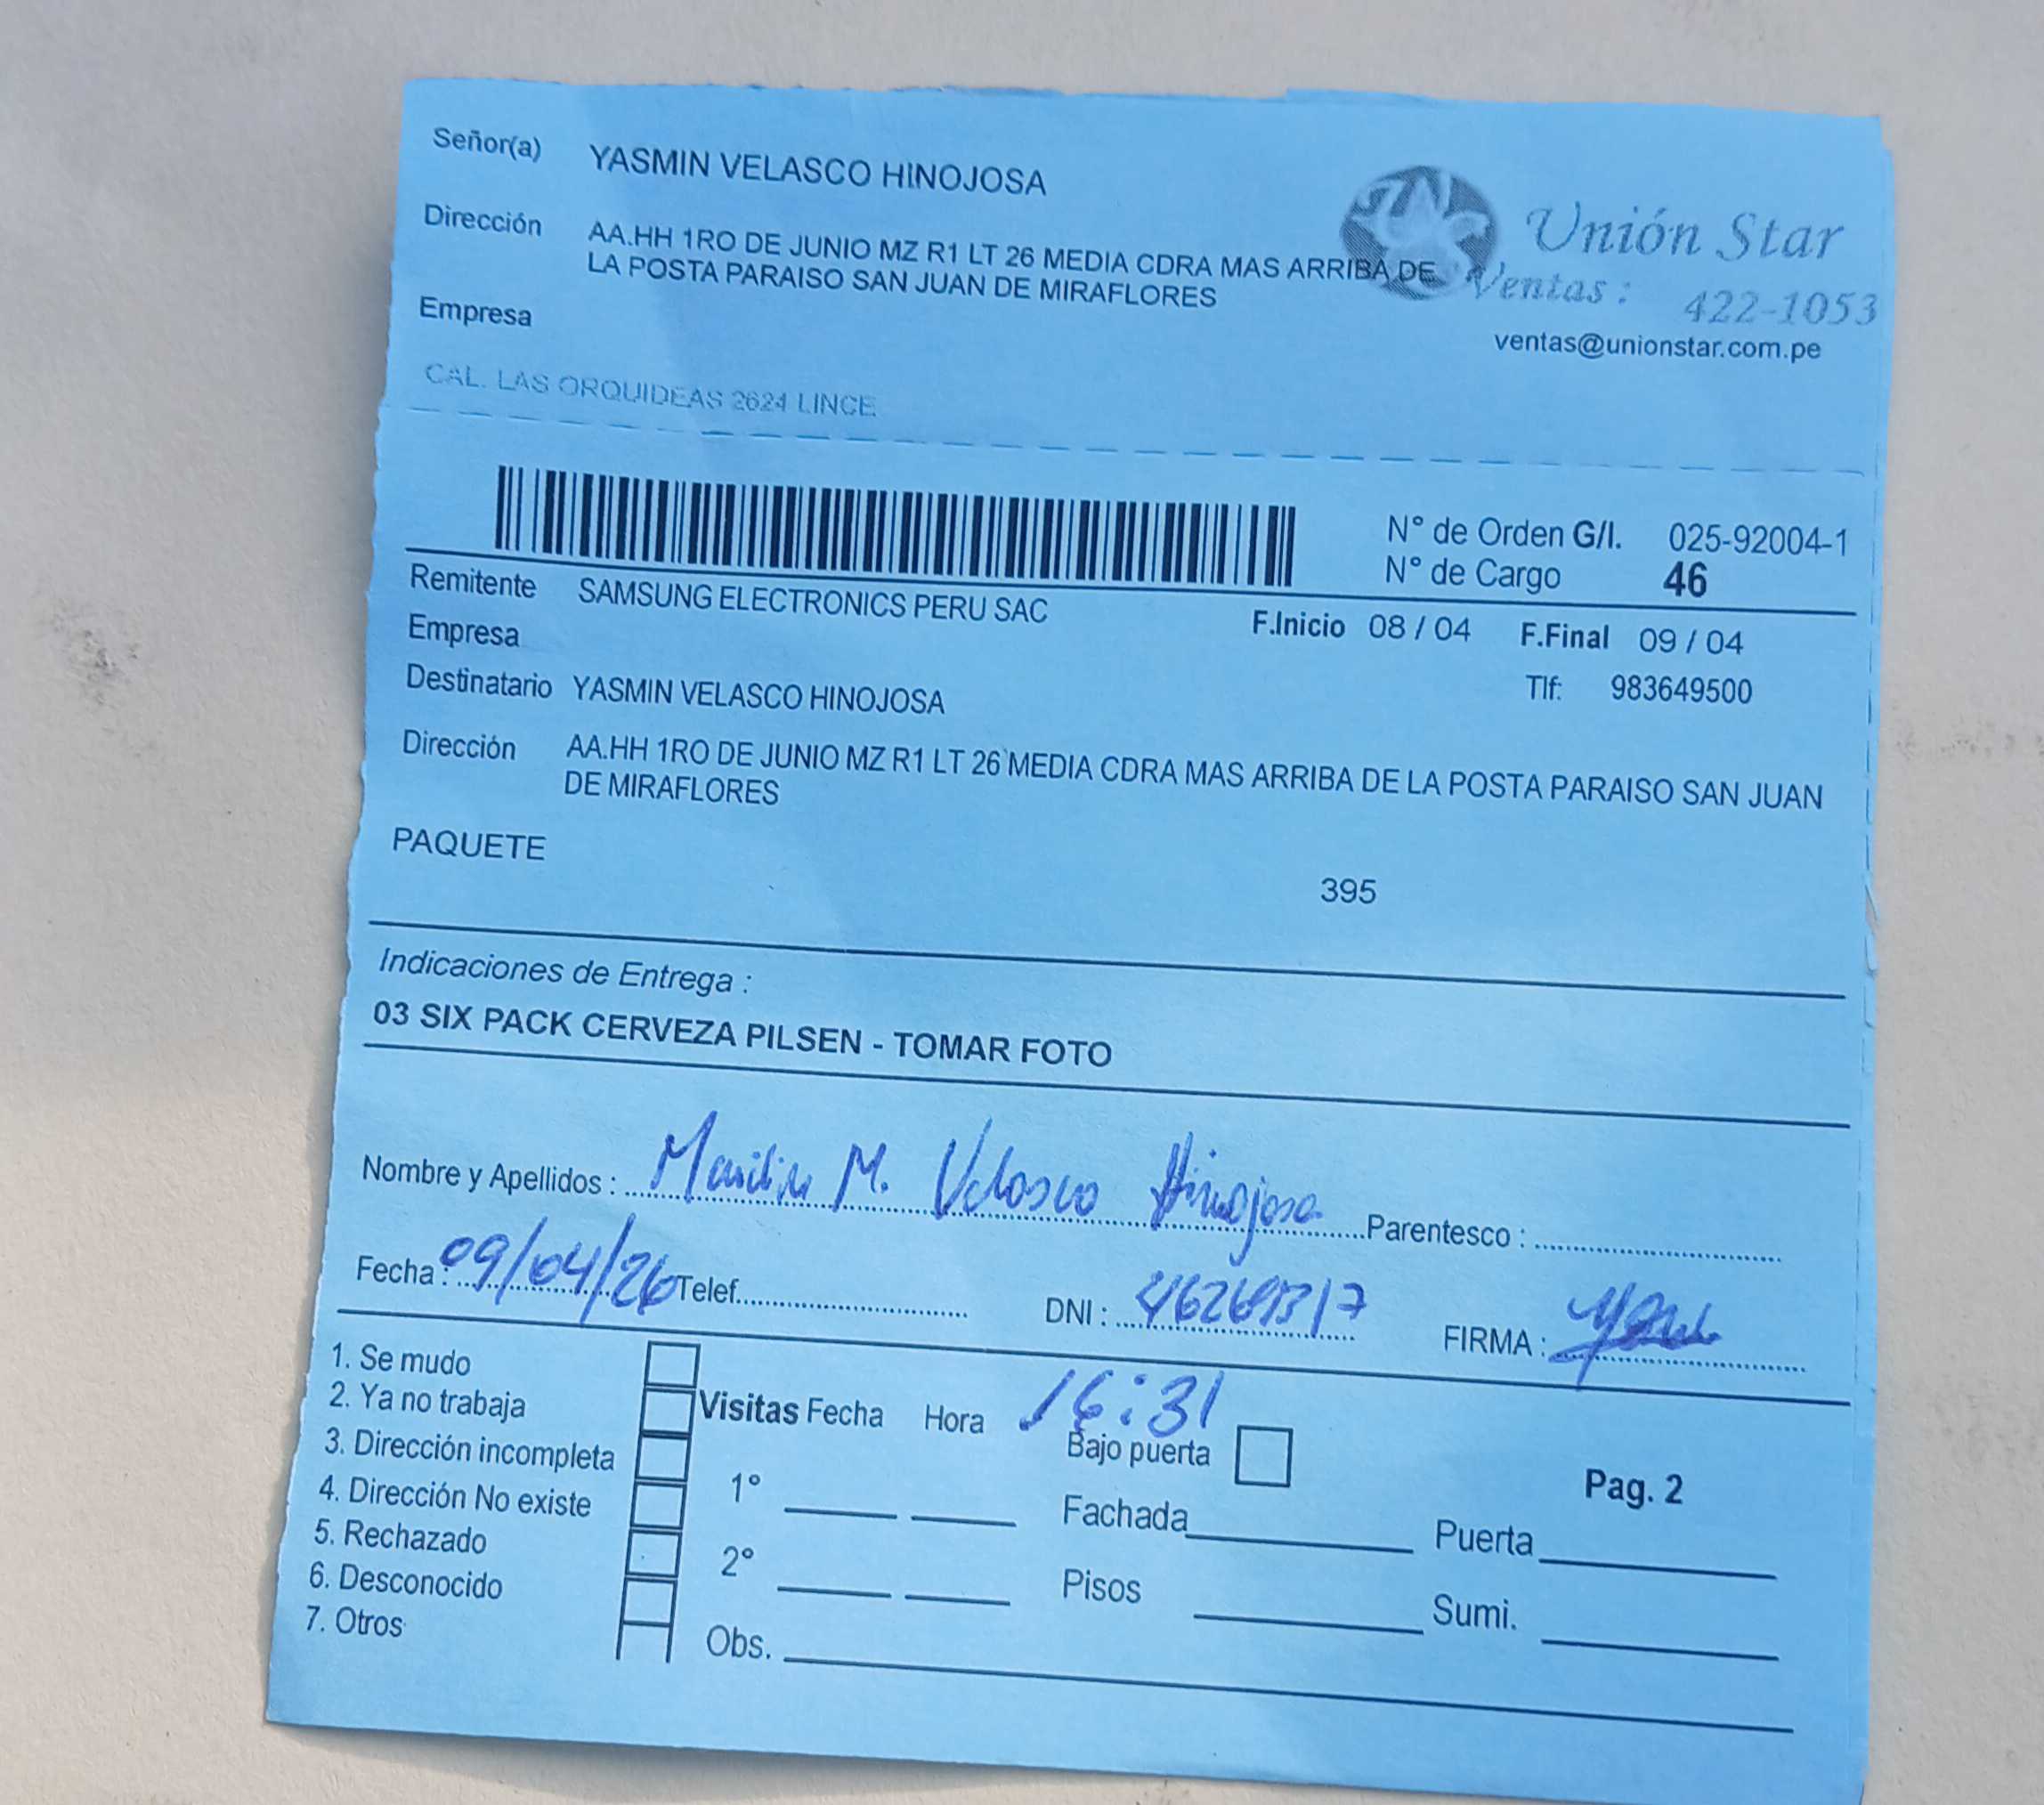 Señor(a) YASMIN VELASCO HINOJOSA
Unión Star
Dirección AA.HH 1RO DE JUNIO MZ R1 LT 26 MEDIA CDRA MAS ARRIBA DE
LA POSTA PARAISO SAN JUAN DE MIRAFLORES
Ventas : 422-1053
Empresa
ventas@unionstar.com.pe
CAL. LAS ORQUIDEAS 2624 LINCE
N° de Orden G/I. 025-92004-1
N° de Cargo 46
Remitente SAMSUNG ELECTRONICS PERU SAC
F.Inicio 08 / 04 F.Final 09 / 04
Empresa
Destinatario YASMIN VELASCO HINOJOSA
Tlf: 983649500
Dirección AA.HH 1RO DE JUNIO MZ R1 LT 26 MEDIA CDRA MAS ARRIBA DE LA POSTA PARAISO SAN JUAN
DE MIRAFLORES
PAQUETE
395
Indicaciones de Entrega :
03 SIX PACK CERVEZA PILSEN - TOMAR FOTO
Nombre y Apellidos : M. Velasco Hinojosa Parentesco :
Fecha : 09/04/26 Telef. DNI : FIRMA :
1. Se mudo
2. Ya no trabaja
3. Dirección incompleta
4. Dirección No existe
5. Rechazado
6. Desconocido
7. Otros
Visitas Fecha Hora 16:31
Bajo puerta
Pag. 2
1° Fachada Puerta
2° Pisos Sumi.
Obs.